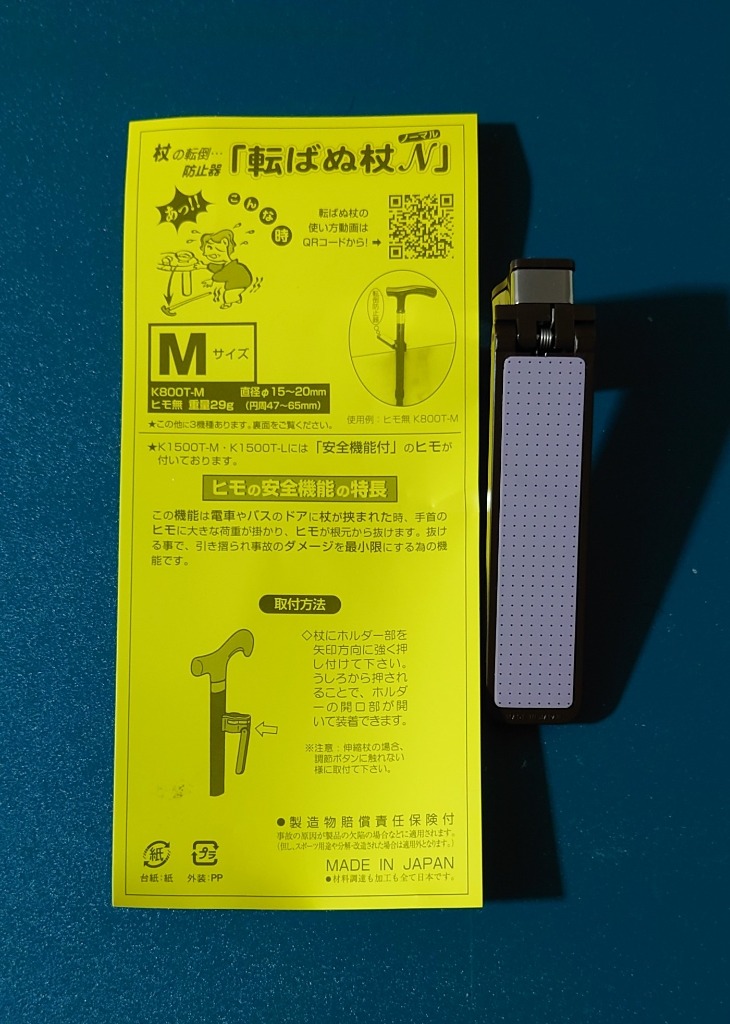 杖の転倒…
防止器
「転ばぬ杖N」
ノーマル
あっ!!
こんな時
転ばぬ杖の
使い方動画は
QRコードから!➡
Mサイズ
K800T-M 直径φ15～20mm
ヒモ無 重量29g (円周47～65mm)
★この他に3機種あります。裏面をご覧ください。
使用例：ヒモ無 K800T-M
★K1500T-M・K1500T-Lには「安全機能付」のヒモが
付いております。
ヒモの安全機能の特長
この機能は電車やバスのドアに杖が挟まれた時、手首の
ヒモに大きな荷重が掛かり、ヒモが根元から抜けます。抜け
る事で、引き摺られ事故のダメージを最小限にする為の機
能です。
取付方法
◇杖にホルダー部を
矢印方向に強く押
し付けて下さい。
うしろから押され
ることで、ホルダ
ーの開口部が開
いて装着できます。
※注意：伸縮杖の場合、
調節ボタンに触れない
様に取付て下さい。
●製造物賠償責任保険付
事故の原因が製品の欠陥の場合などに適用されます。
(但し、スポーツ用途や分解・改造された場合は適用外となります。)
MADE IN JAPAN
●材料調達も加工も全て日本です。
紙
プラ
台紙：紙 外装：PP